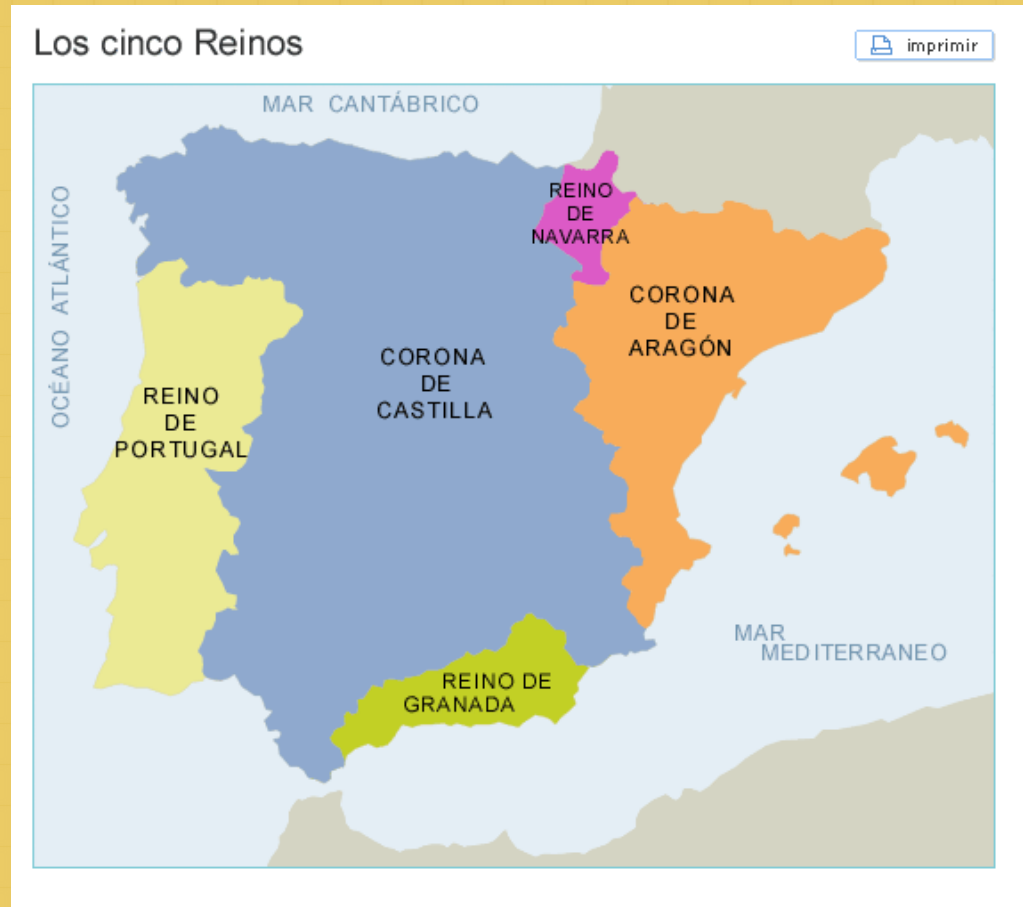 Los cinco Reinos
imprimir
MAR CANTÁBRICO
OCÉANO ATLÁNTICO
REINO
DE
NAVARRA
CORONA
DE
ARAGÓN
CORONA
DE
CASTILLA
REINO
DE
PORTUGAL
MAR
MEDITERRANEO
REINO DE
GRANADA